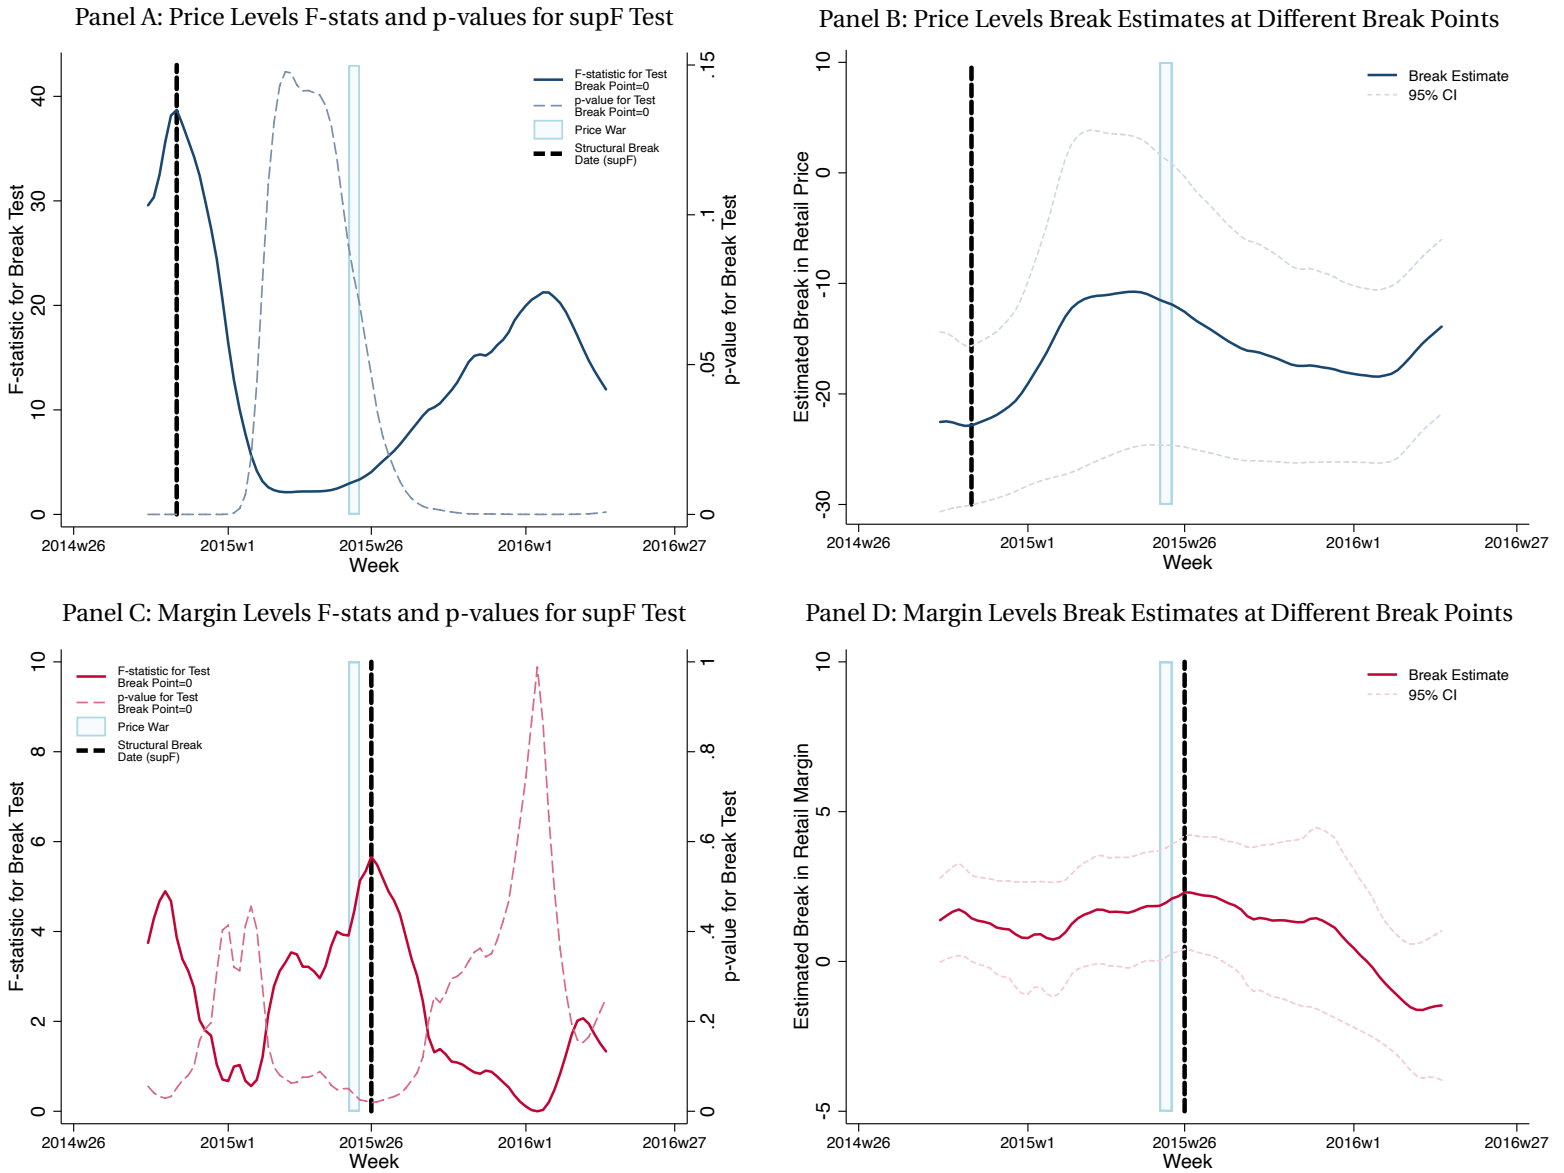 Panel A: Price Levels F-stats and p-values for supF Test
F-statistic for Break Test
0
10
20
30
40
p-value for Break Test
0
.05
.1
.15
F-statistic for Test
Break Point=0
p-value for Test
Break Point=0
Price War
Structural Break
Date (supF)
2014w26
2015w1
2015w26
2016w1
2016w27
Week
Panel B: Price Levels Break Estimates at Different Break Points
Estimated Break in Retail Price
-30
-20
-10
0
10
Break Estimate
95% CI
2014w26
2015w1
2015w26
2016w1
2016w27
Week
Panel C: Margin Levels F-stats and p-values for supF Test
F-statistic for Break Test
0
2
4
6
8
10
p-value for Break Test
0
.2
.4
.6
.8
1
F-statistic for Test
Break Point=0
p-value for Test
Break Point=0
Price War
Structural Break
Date (supF)
2014w26
2015w1
2015w26
2016w1
2016w27
Week
Panel D: Margin Levels Break Estimates at Different Break Points
Estimated Break in Retail Margin
-5
0
5
10
Break Estimate
95% CI
2014w26
2015w1
2015w26
2016w1
2016w27
Week